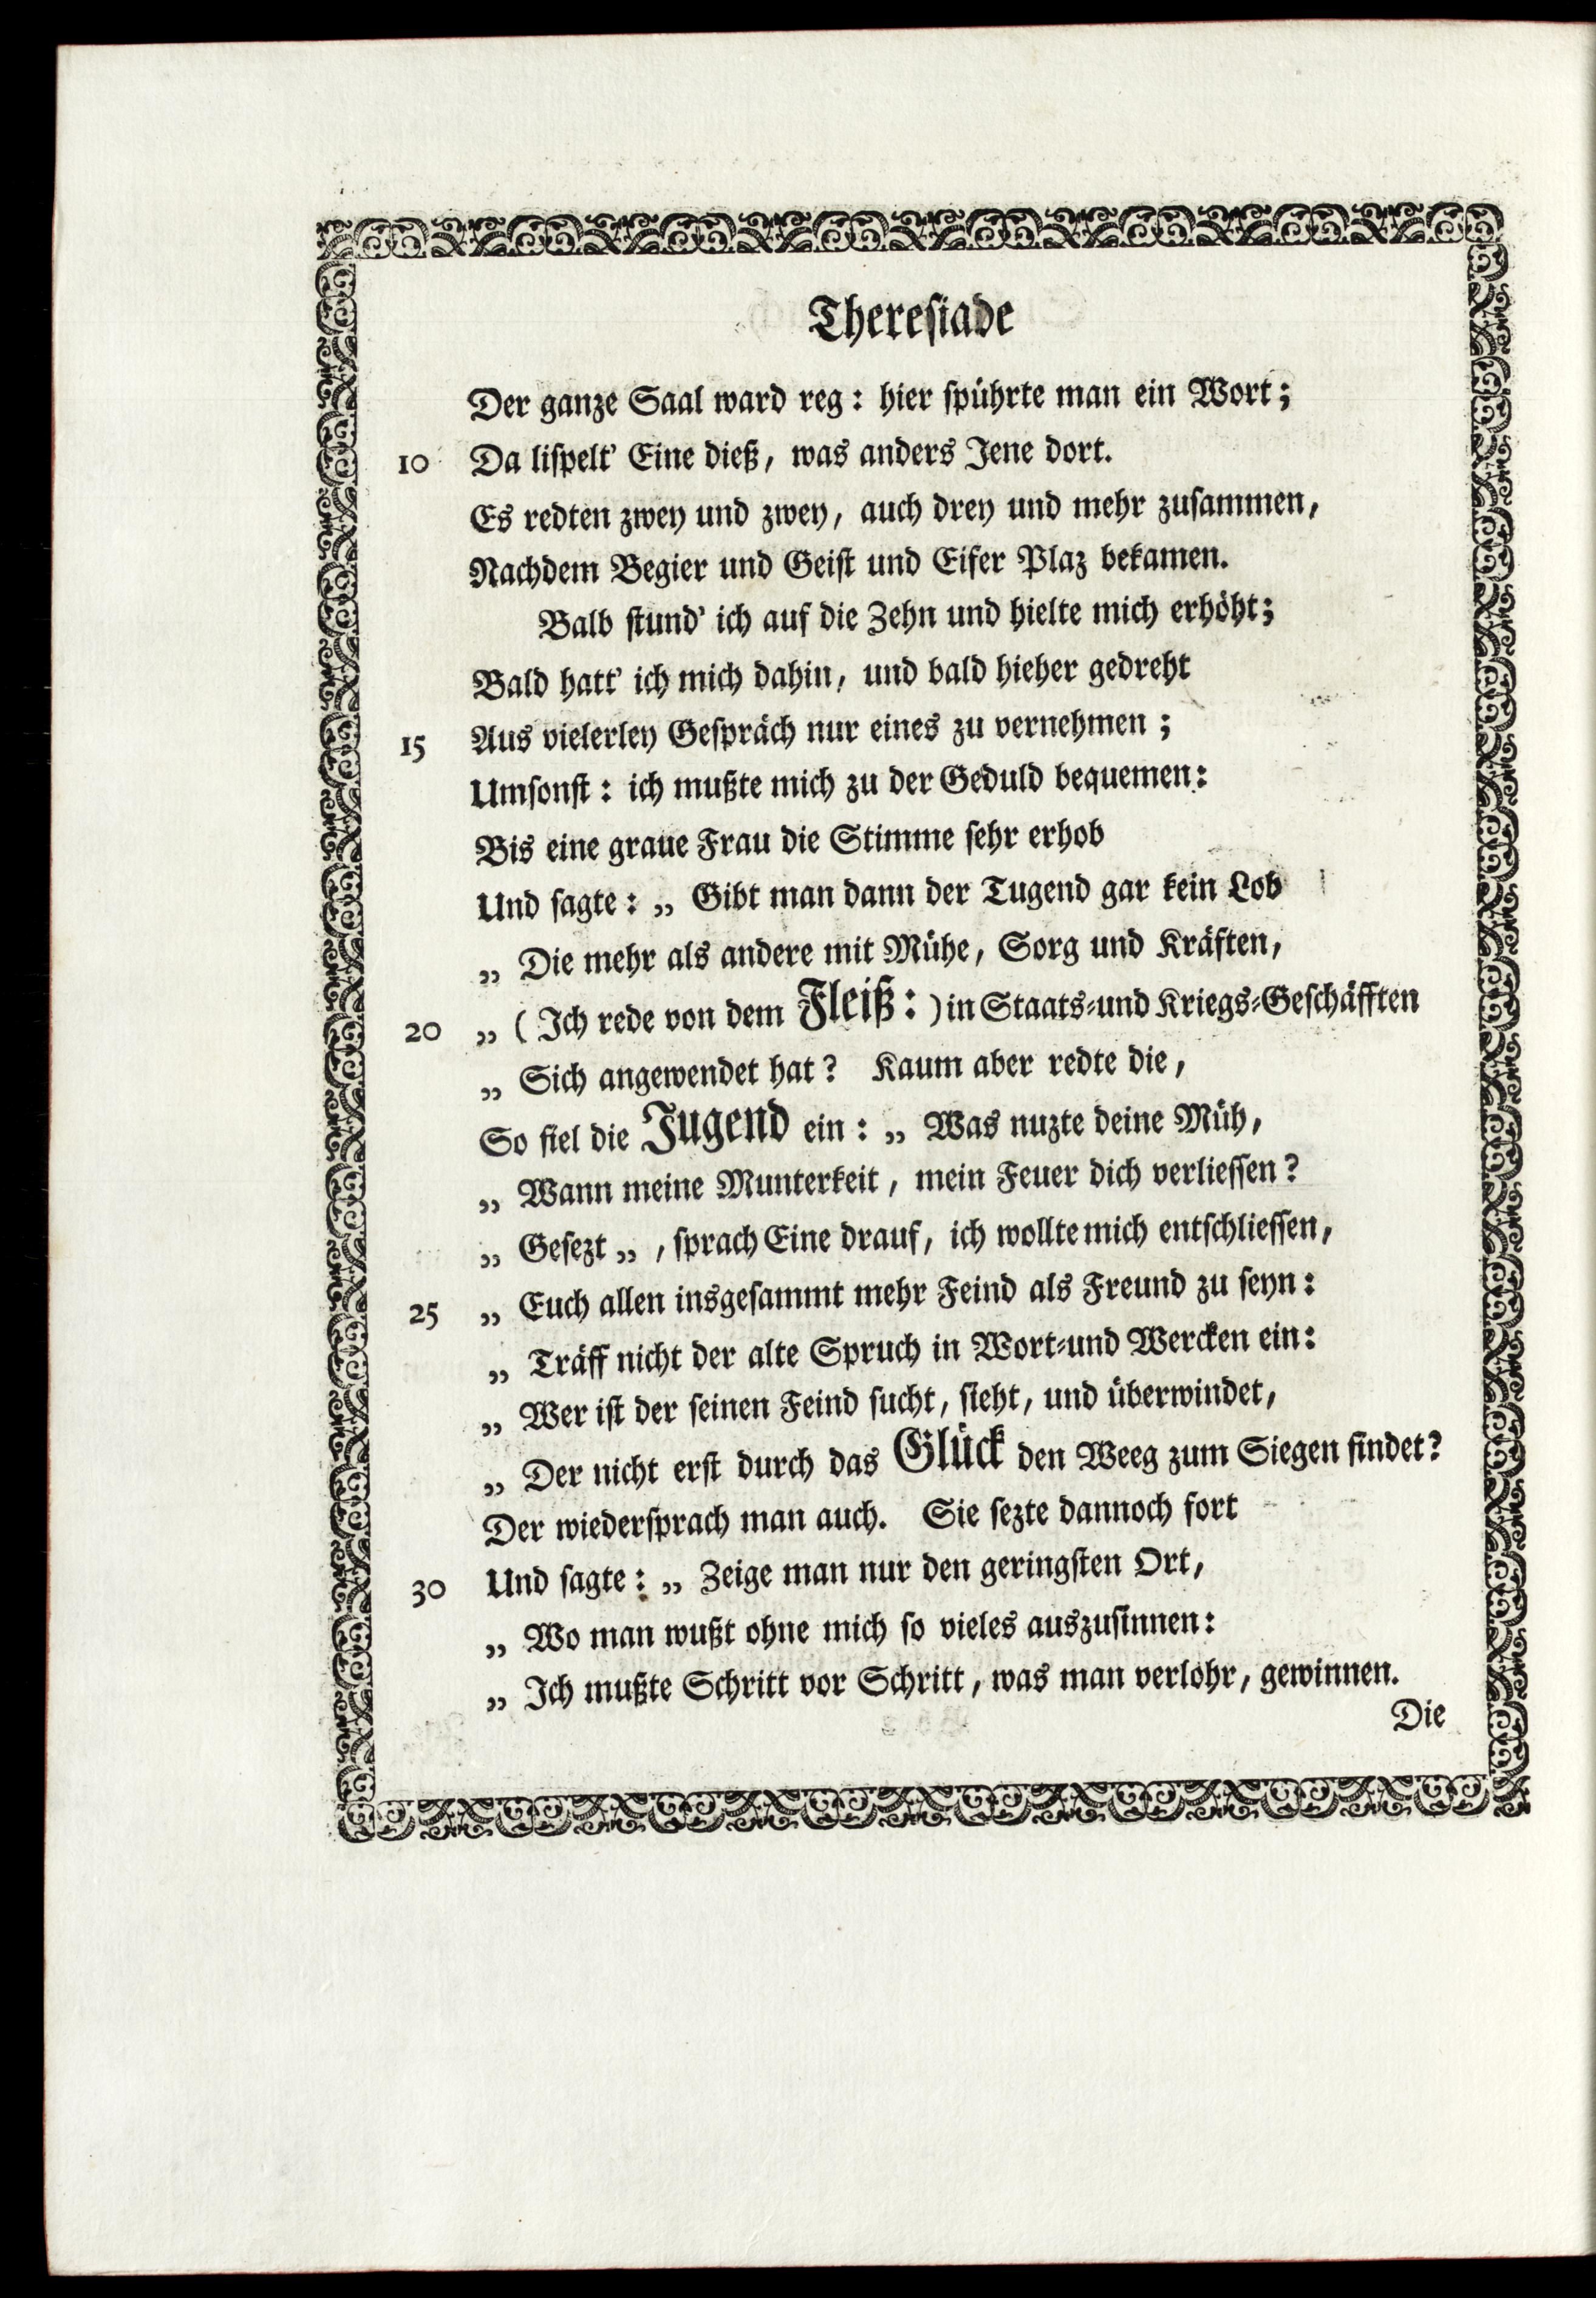 Theresiade
Der ganze Saal ward reg: hier spührte man ein Wort;
10 Da lispelt' Eine dieß, was anders Jene dort.
Es redten zwey und zwey, auch drey und mehr zusammen,
Nachdem Begier und Geist und Eifer Plaz bekamen.
Balb stund' ich auf die Zehn und hielte mich erhöht;
Bald hatt' ich mich dahin, und bald hieher gedreht
15 Aus vielerley Gespräch nur eines zu vernehmen;
Umsonst: ich mußte mich zu der Geduld bequemen:
Bis eine graue Frau die Stimme sehr erhob
Und sagte: „ Gibt man dann der Tugend gar kein Lob
„ Die mehr als andere mit Mühe, Sorg und Kräften,
20 „ (Ich rede von dem Fleiß:) in Staats-und Kriegs-Geschäfften
„ Sich angewendet hat? Kaum aber redte die,
So fiel die Jugend ein: „ Was nuzte deine Müh,
„ Wann meine Munterkeit, mein Feuer dich verliessen?
„ Gesezt „, sprach Eine drauf, ich wollte mich entschliessen,
25 „ Euch allen insgesammt mehr Feind als Freund zu seyn:
„ Träff nicht der alte Spruch in Wort-und Wercken ein:
„ Wer ist der seinen Feind sucht, sieht, und überwindet,
„ Der nicht erst durch das Glück den Weeg zum Siegen findet?
Der wiedersprach man auch. Sie sezte dannoch fort
30 Und sagte: „ Zeige man nur den geringsten Ort,
„ Wo man wußt ohne mich so vieles auszusinnen:
„ Ich mußte Schritt vor Schritt, was man verlohr, gewinnen.
Die